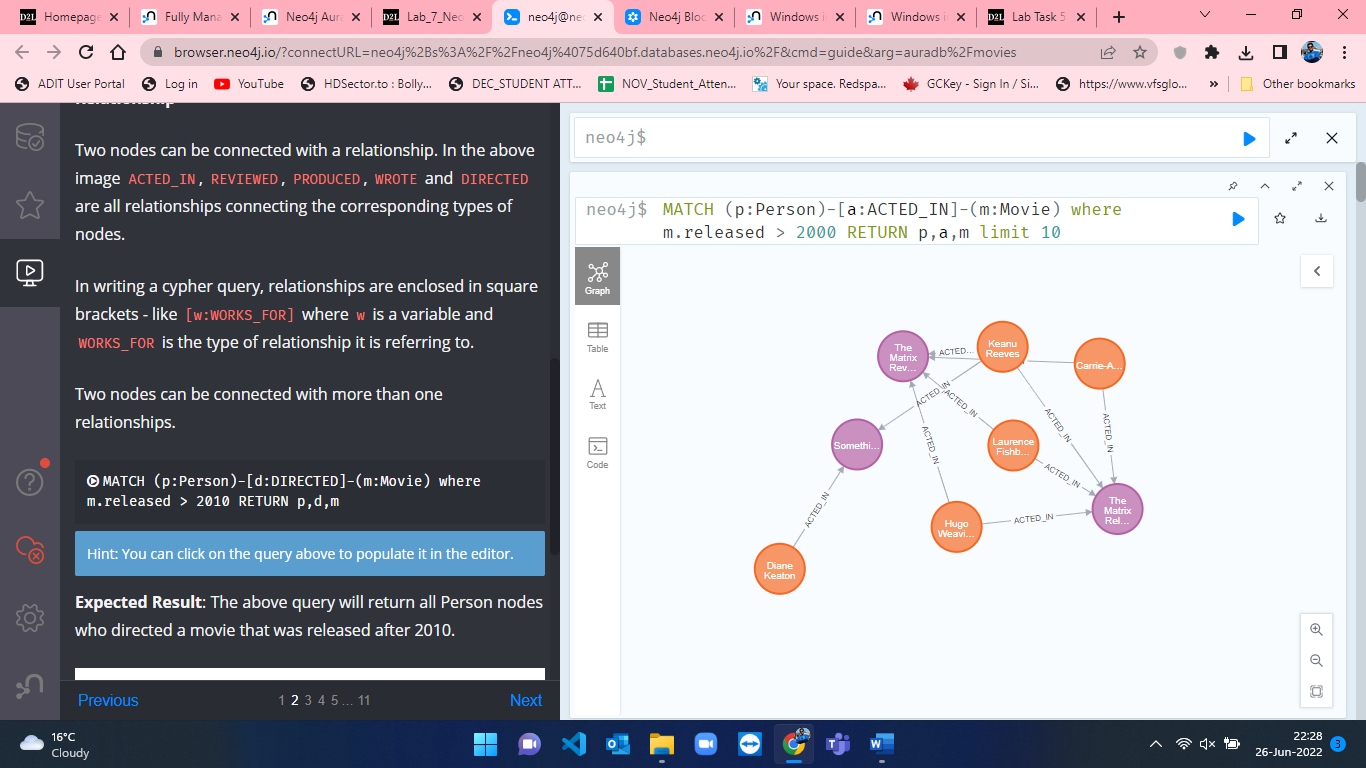 Homepage
Fully Mana
Neo4j Aura
Lab_7_Neo
neo4j@neo
Neo4j Bloo
Windows i
Windows i
Lab Task 5
browser.neo4j.io/?connectURL=neo4j%2Bs%3A%2F%2Fneo4j%4075d640bf.databases.neo4j.io%2F&cmd=guide&arg=auradb%2Fmovies
ADIT User Portal
Log in
YouTube
HDSector.to : Bolly...
DEC_STUDENT ATT...
NOV_Student_Atten...
Your space. Redspa...
GCKey - Sign In / Si...
https://www.vfsglo...
»
Other bookmarks
Relationship
Two nodes can be connected with a relationship. In the above
image ACTED_IN, REVIEWED, PRODUCED, WROTE and DIRECTED
are all relationships connecting the corresponding types of
nodes.
In writing a cypher query, relationships are enclosed in square
brackets - like [w:WORKS_FOR] where w is a variable and
WORKS_FOR is the type of relationship it is referring to.
Two nodes can be connected with more than one
relationships.
MATCH (p:Person)-[d:DIRECTED]-(m:Movie) where
m.released > 2010 RETURN p,d,m
Hint: You can click on the query above to populate it in the editor.
Expected Result: The above query will return all Person nodes
who directed a movie that was released after 2010.
Previous
1 2 3 4 5 ... 11
Next
neo4j$
neo4j$ MATCH (p:Person)-[a:ACTED_IN]-(m:Movie) where
m.released > 2000 RETURN p,a,m limit 10
Graph
Table
Text
Code
The
Matrix
Rev...
ACTED...
Keanu
Reeves
Carrie-A...
ACTED_IN
ACTED_IN
ACTED_IN
ACTED_IN
ACTED_IN
Somethi...
Laurence
Fishb...
ACTED_IN
ACTED_IN
The
Matrix
Rel...
Hugo
Weavi...
ACTED_IN
Diane
Keaton
16°C
Cloudy
22:28
26-Jun-2022
3